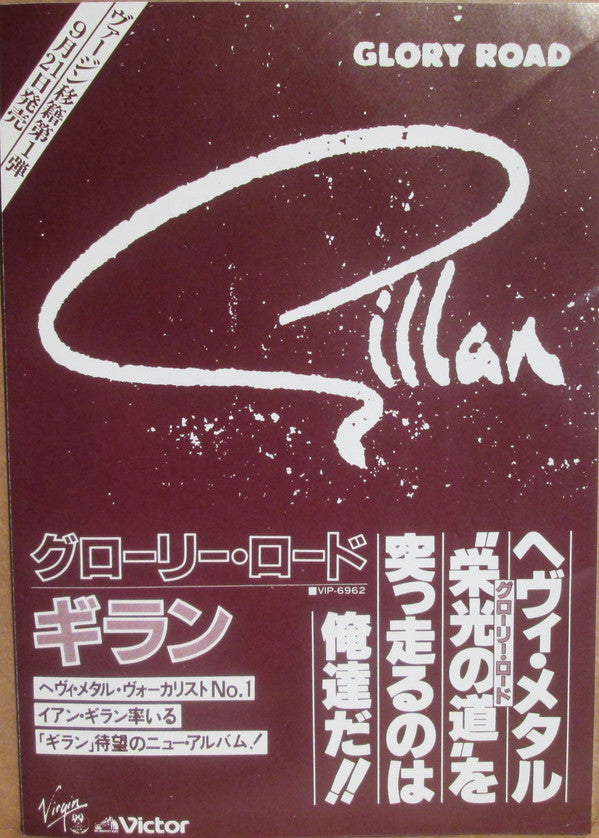 ヴァージン移籍第1弾
9月21日発売
GLORY ROAD
Gillan
ヘヴィ・メタル
“栄光の道”を
グローリー・ロード
突っ走るのは
俺達だ!!
グローリー・ロード
■VIP-6962
ギラン
ヘヴィ・メタル・ヴォーカリストNo.1
イアン・ギラン率いる
「ギラン」待望のニュー・アルバム!
Virgin
Victor